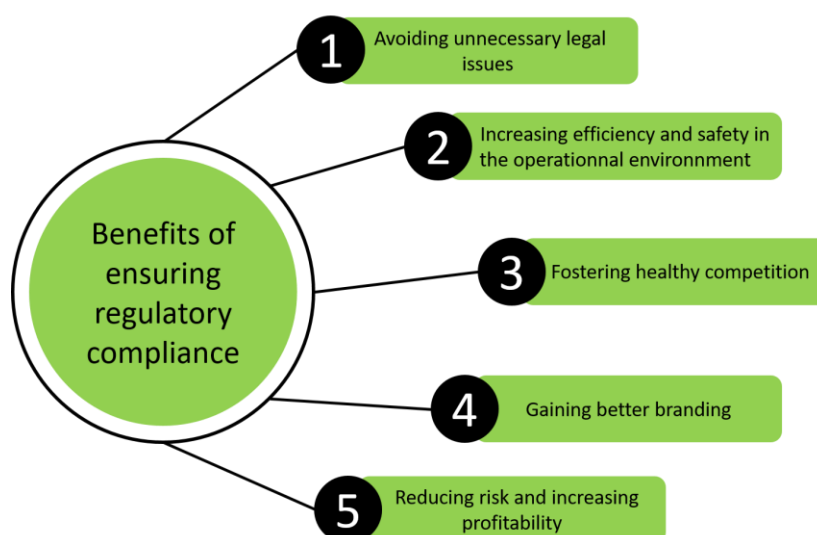 Benefits of
ensuring
regulatory
compliance
1
Avoiding unnecessary legal
issues
2
Increasing efficiency and safety in
the operationnal environnment
3
Fostering healthy competition
4
Gaining better branding
5
Reducing risk and increasing
profitability